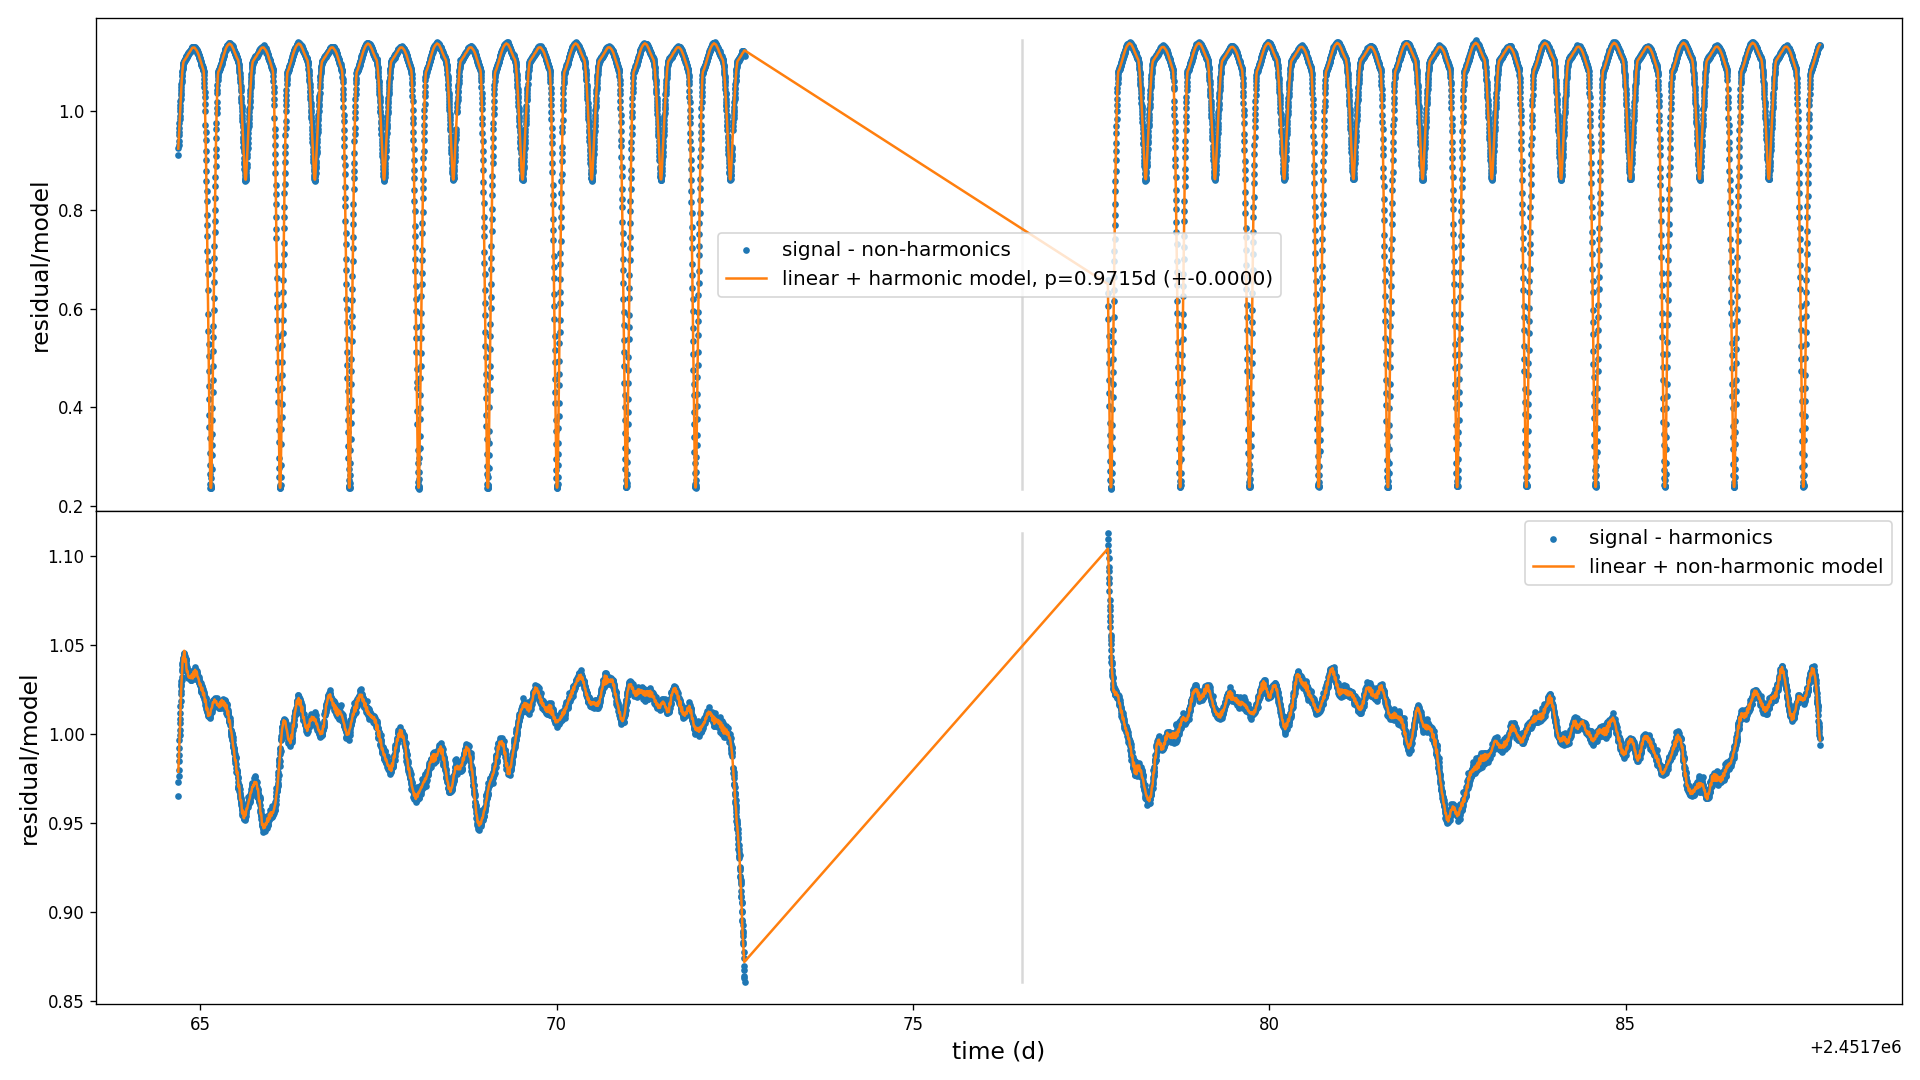 1.0
0.8
0.6
0.4
0.2
residual/model
signal - non-harmonics
linear + harmonic model, p=0.9715d (+-0.0000)
1.10
1.05
1.00
0.95
0.90
0.85
residual/model
signal - harmonics
linear + non-harmonic model
65
70
75
80
85
time (d)
+2.4517e6